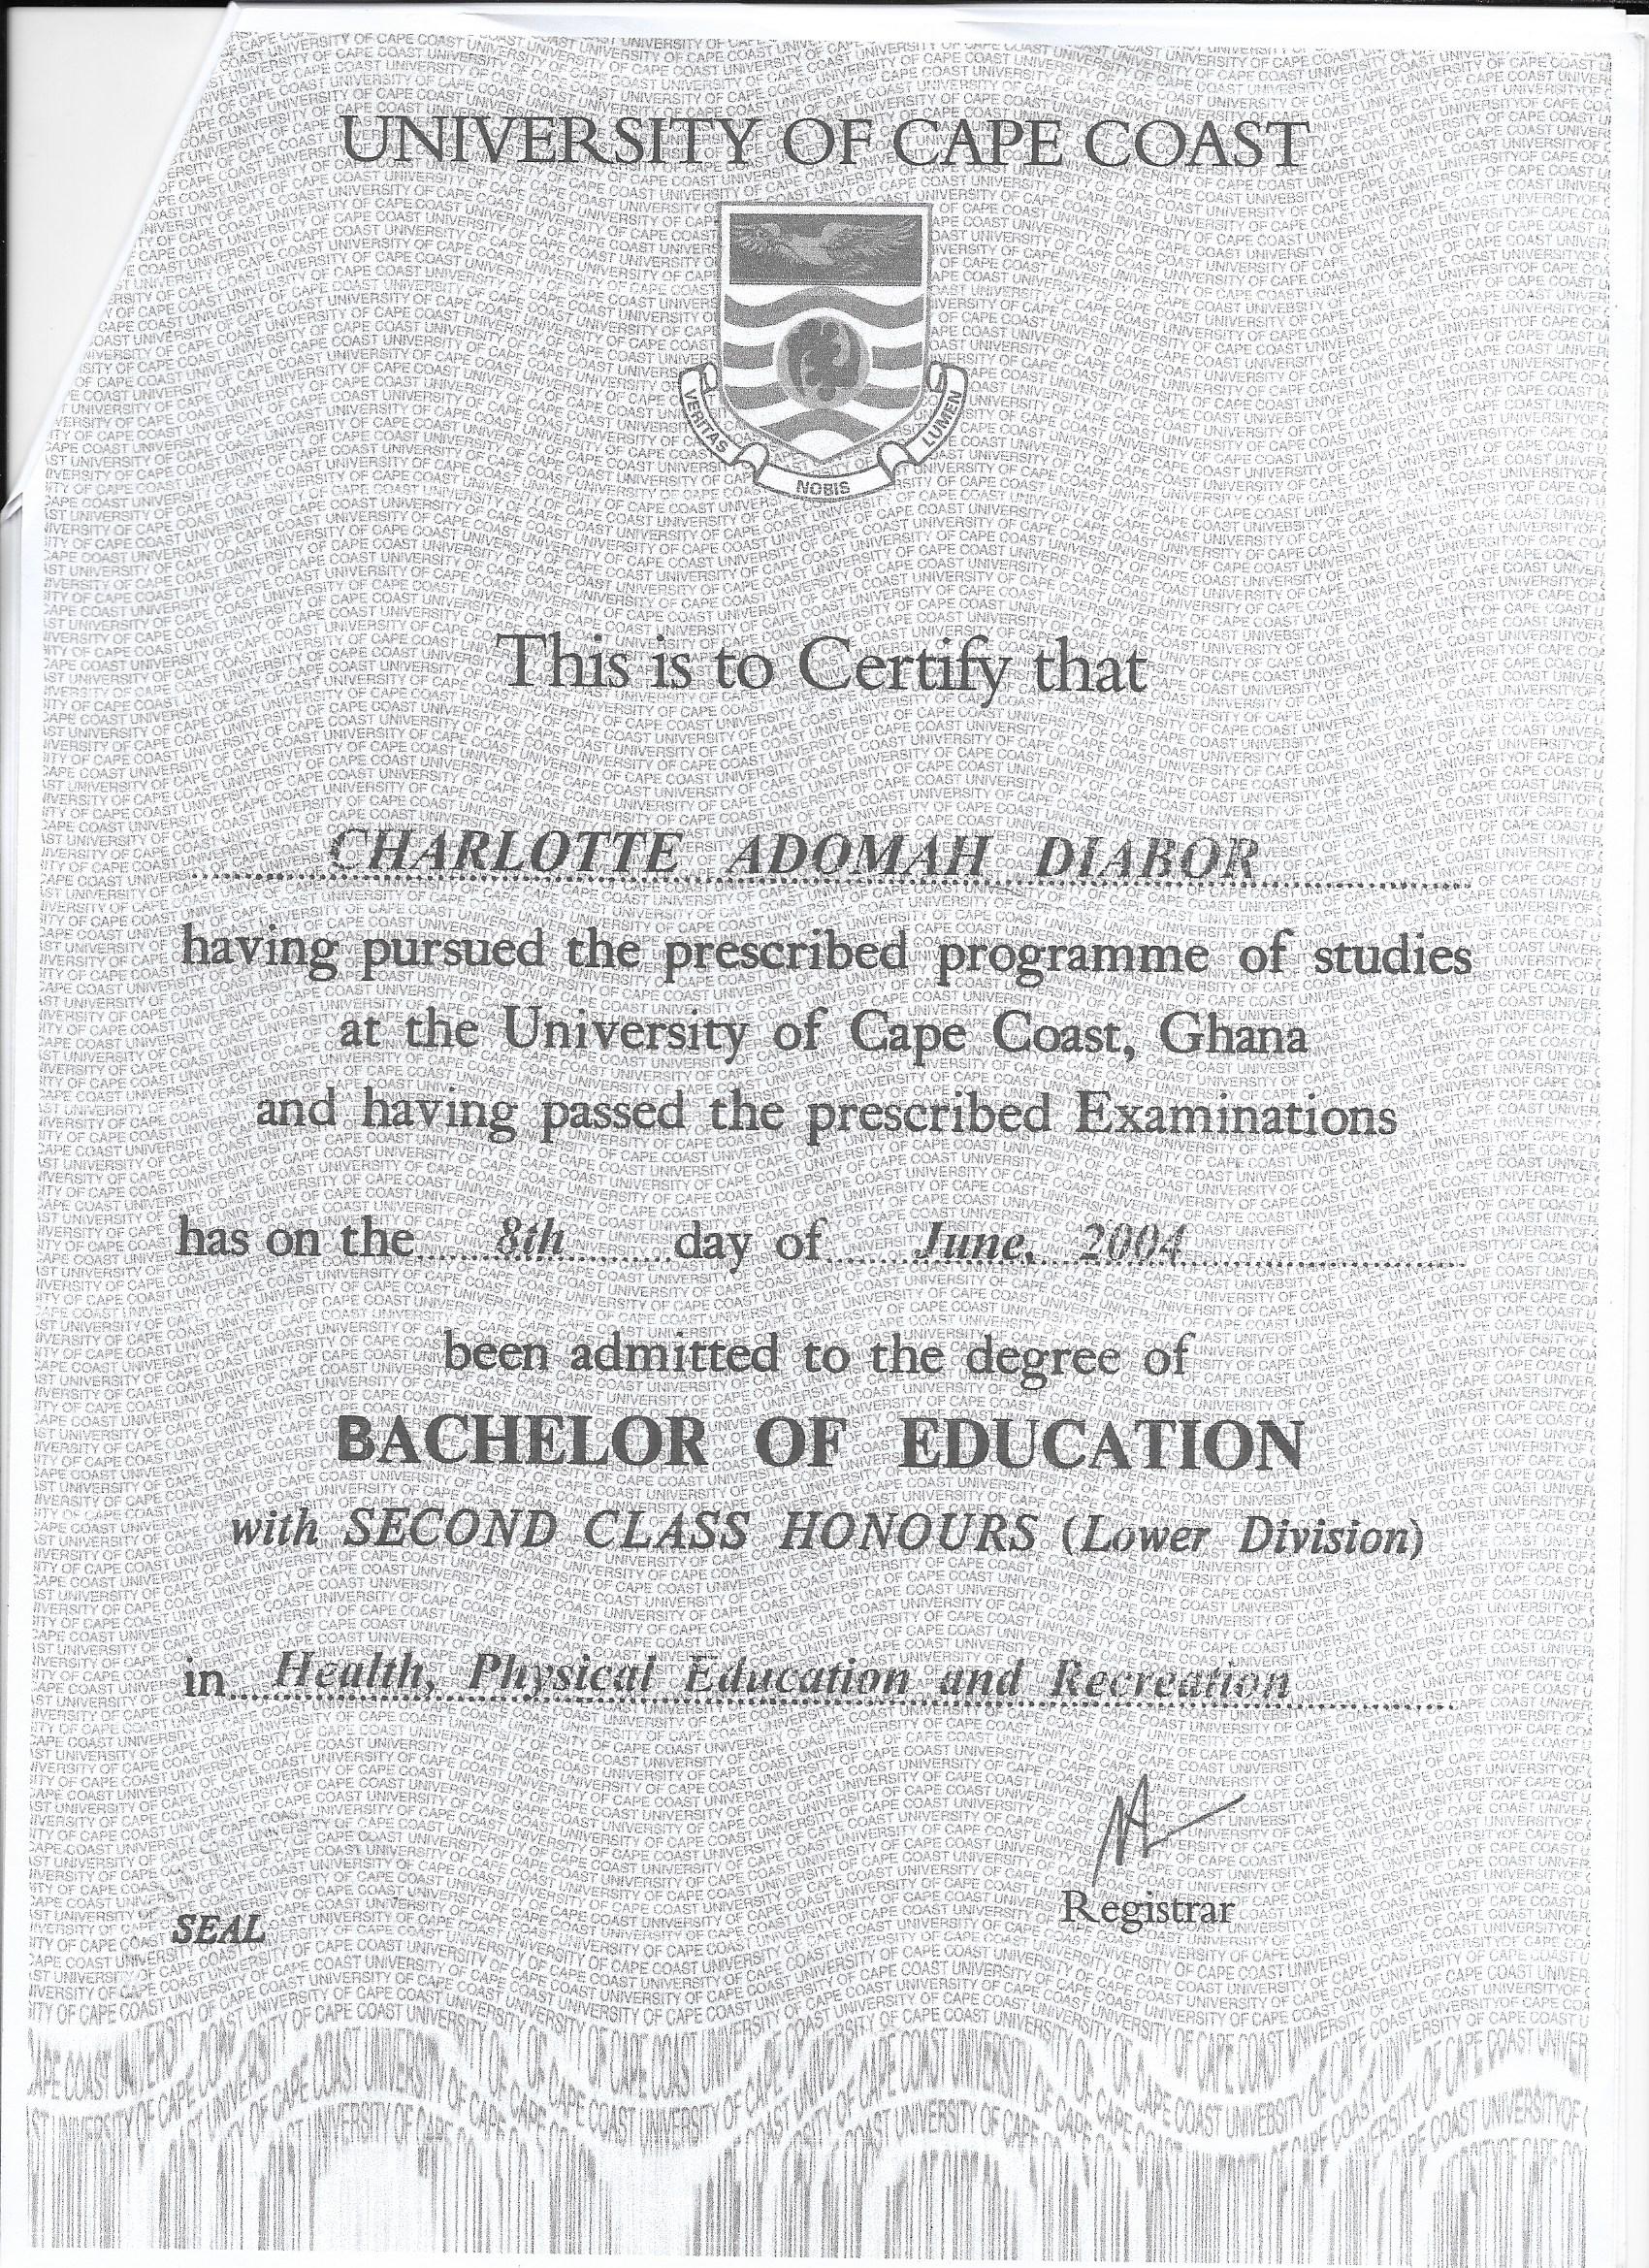 UNIVERSITY OF CAPE COAST
VERITAS NOBIS LUMEN
This is to Certify that
CHARLOTTE ADOMAH DIABOR
having pursued the prescribed programme of studies
at the University of Cape Coast, Ghana
and having passed the prescribed Examinations
has on the 8th day of June, 2004
been admitted to the degree of
BACHELOR OF EDUCATION
with SECOND CLASS HONOURS (Lower Division)
in Health, Physical Education and Recreation
Registrar
SEAL